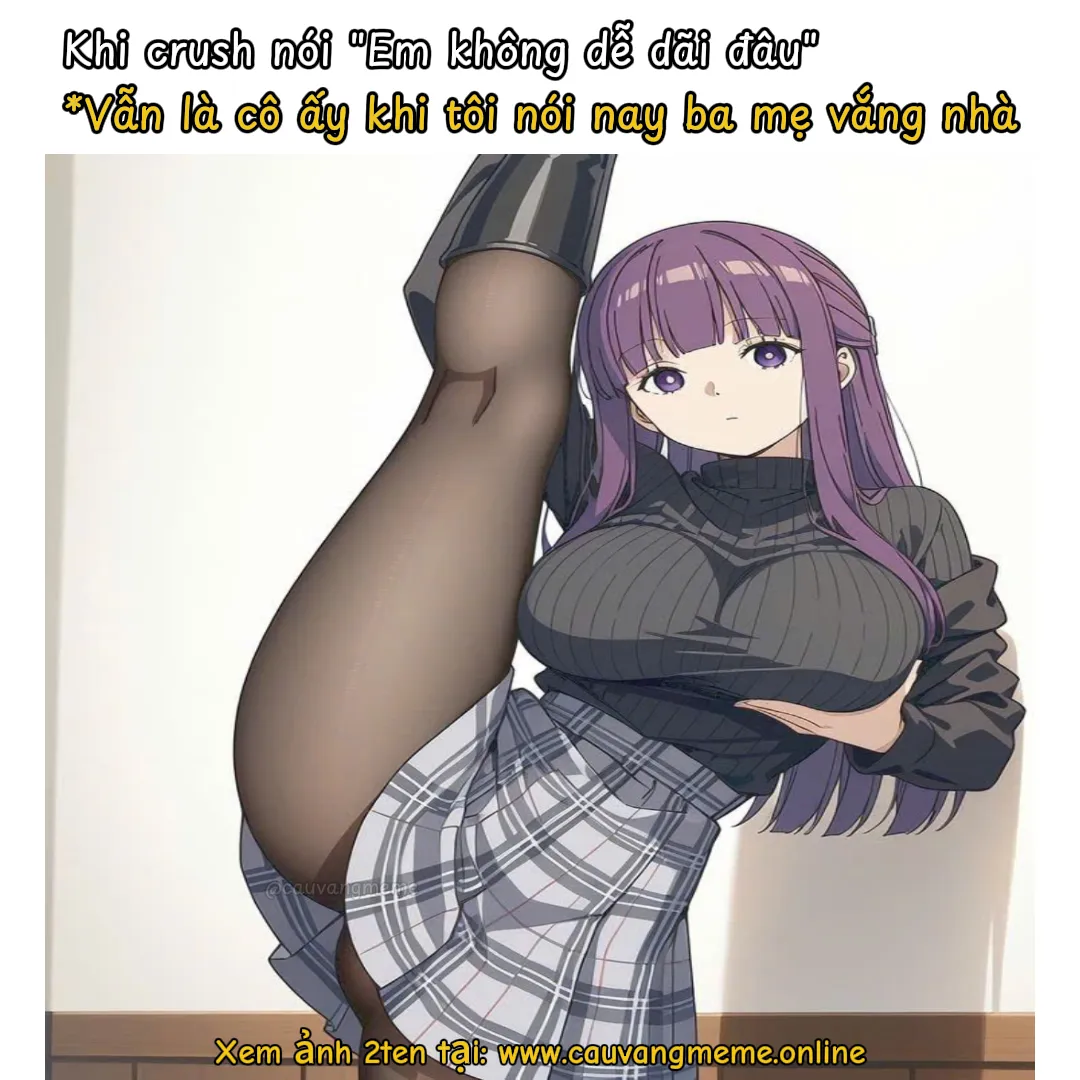 Khi crush nói "Em không dễ dãi đâu"
*Vẫn là cô ấy khi tôi nói nay ba mẹ vắng nhà
@cauvangmeme
Xem ảnh 2ten tại: www.cauvangmeme.online